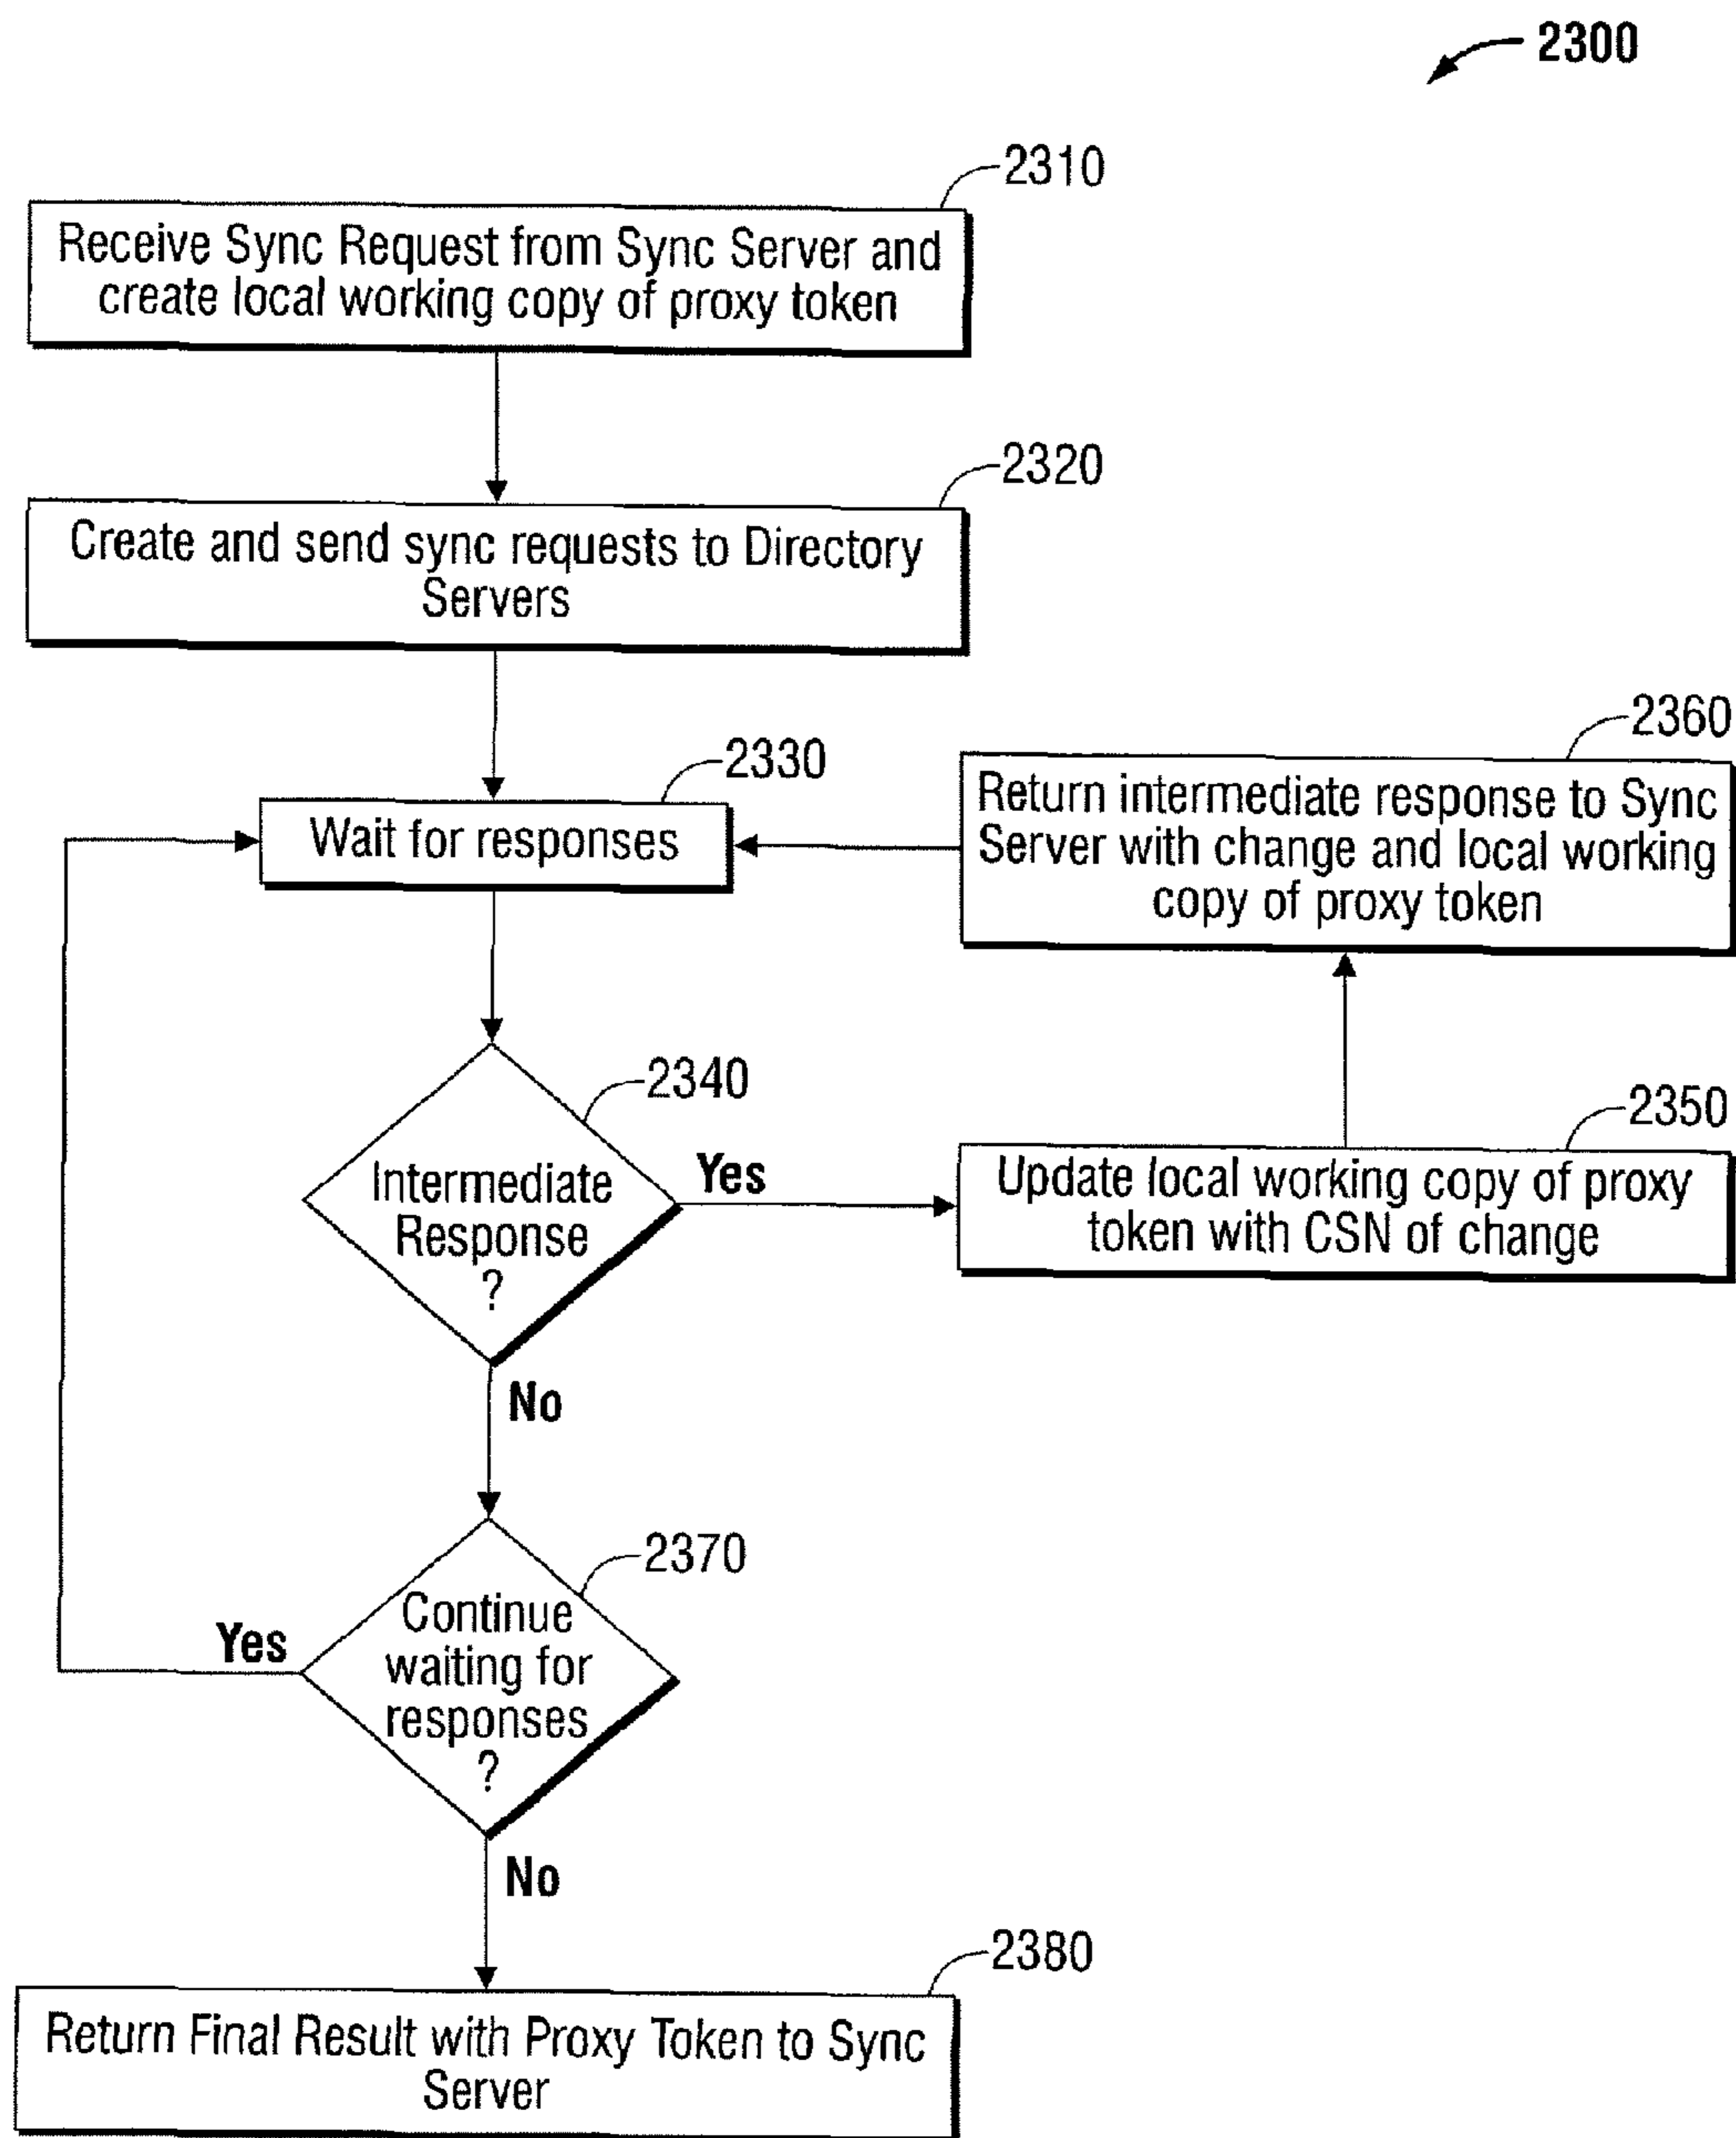 2300
2310
Receive Sync Request from Sync Server and
create local working copy of proxy token
2320
Create and send sync requests to Directory
Servers
2330
Wait for responses
2360
Return intermediate response to Sync
Server with change and local working
copy of proxy token
2340
Intermediate
Response
?
Yes
2350
Update local working copy of proxy
token with CSN of change
No
2370
Continue
waiting for
responses
?
Yes
No
2380
Return Final Result with Proxy Token to Sync
Server